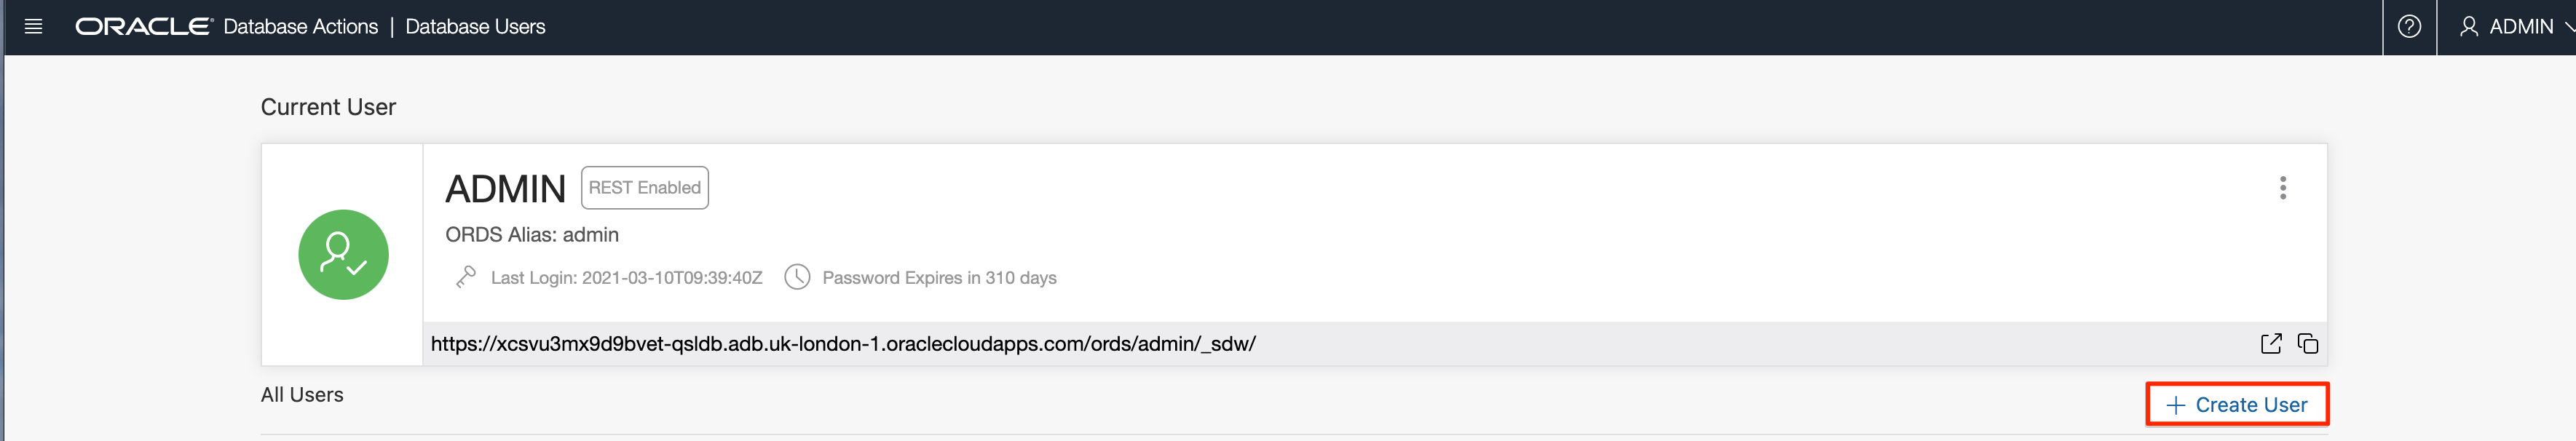 ORACLE® Database Actions | Database Users
ADMIN
Current User
ADMIN REST Enabled
ORDS Alias: admin
Last Login: 2021-03-10T09:39:40Z Password Expires in 310 days
https://xcsvu3mx9d9bvet-qsldb.adb.uk-london-1.oraclecloudapps.com/ords/admin/_sdw/
All Users
+ Create User